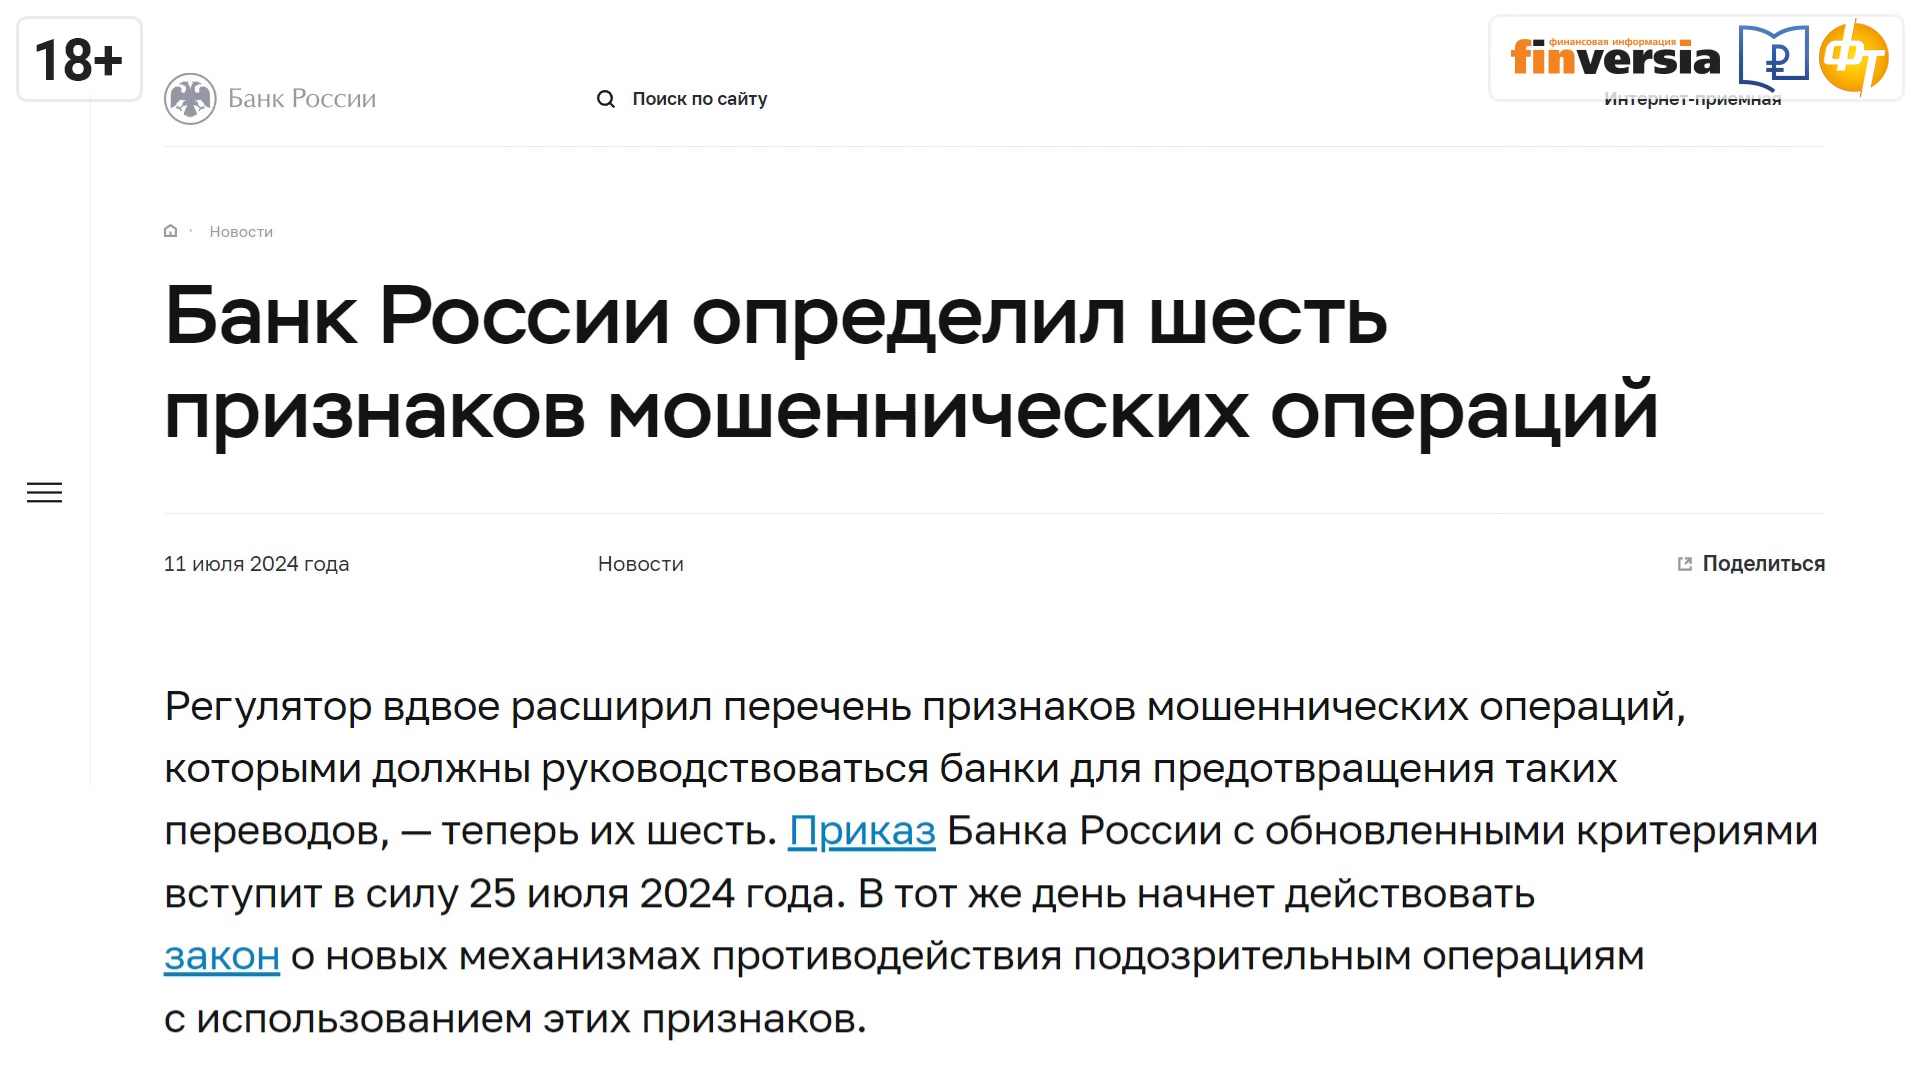 18+
финансовая информация
finversia
фт
Банк России
Поиск по сайту
Интернет-приемная
Новости
Банк России определил шесть
признаков мошеннических операций
11 июля 2024 года
Новости
Поделиться
Регулятор вдвое расширил перечень признаков мошеннических операций,
которыми должны руководствоваться банки для предотвращения таких
переводов, — теперь их шесть. Приказ Банка России с обновленными критериями
вступит в силу 25 июля 2024 года. В тот же день начнет действовать
закон о новых механизмах противодействия подозрительным операциям
с использованием этих признаков.